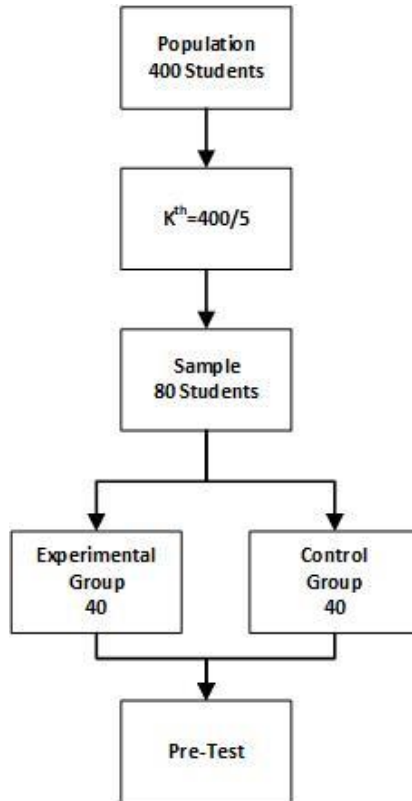 Population
400 Students
Kth=400/5
Sample
80 Students
Experimental
Group
40
Control
Group
40
Pre-Test